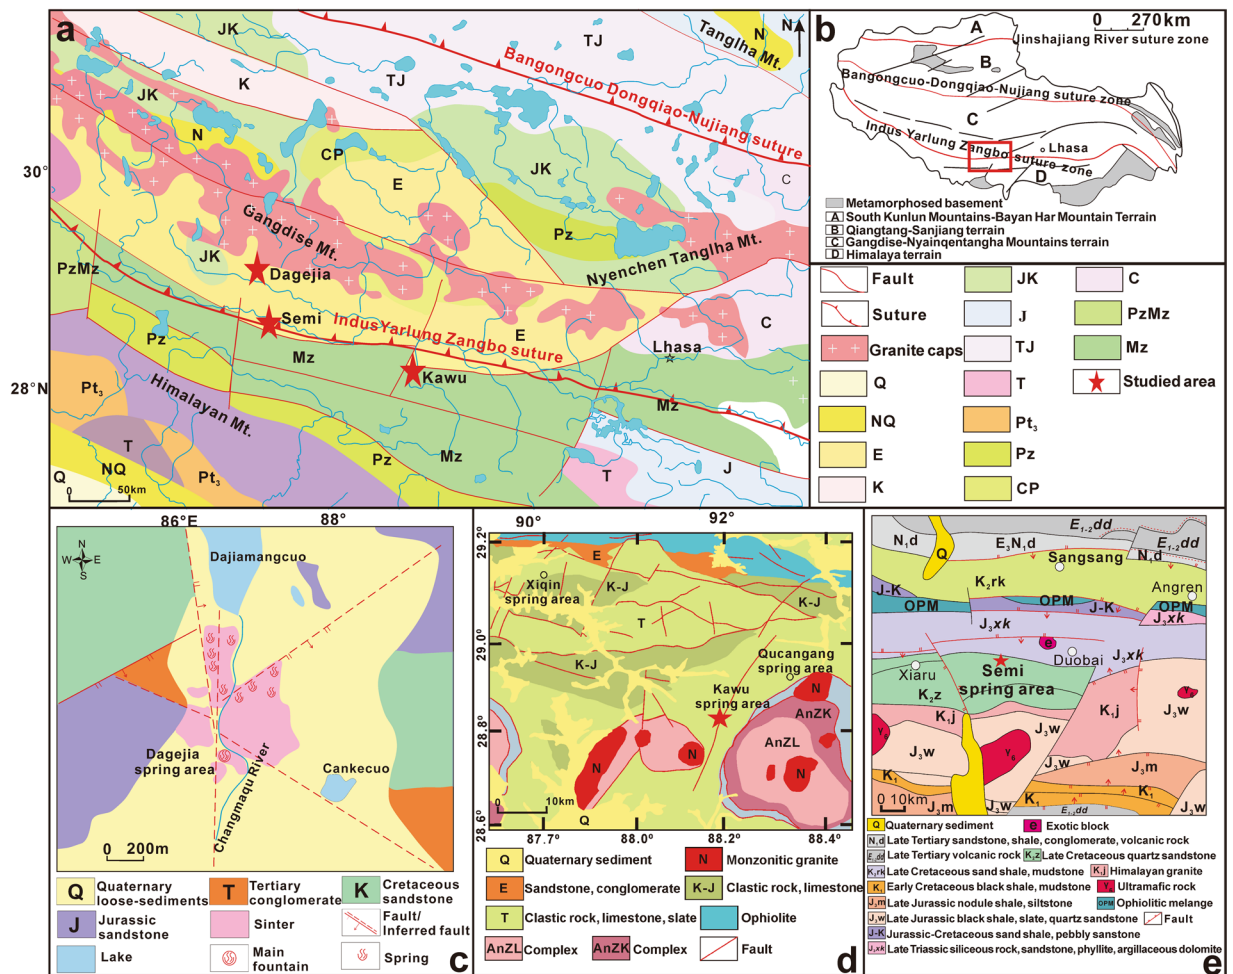 a
JK
TJ
N
N
Tanglha Mt.
K
TJ
Bangongcuo Dongqiao-Nujiang suture
JK
N
CP
E
JK
C
30°
Gangdise Mt.
Pz
Nyenchen Tanglha Mt.
JK
Dagejia
PzMz
Semi
IndusYarlung Zangbo suture
E
C
Pz
Mz
Lhasa
Kawu
28°N
Pt3
Himalayan Mt.
Mz
T
NQ
Pt3
Pz
Mz
T
J
Q
0 50km
86°E
88°
90°
92°
b
0 270km
A
Jinshajiang River suture zone
B
Bangongcuo-Dongqiao-Nujiang suture zone
C
Indus Yarlung Zangbo suture zone
Lhasa
D
Metamorphosed basement
A South Kunlun Mountains-Bayan Har Mountain Terrain
B Qiangtang-Sanjiang terrain
C Gangdise-Nyainqentangha Mountains terrain
D Himalaya terrain
Fault
JK
C
Suture
J
PzMz
Granite caps
TJ
Mz
Q
T
Studied area
NQ
Pt3
E
Pz
K
CP
N
W E
S
Dajiamangcuo
Dagejia
spring area
Changmaqu River
Cankecuo
0 200m
Q Quaternary loose-sediments
T Tertiary conglomerate
K Cretaceous sandstone
J Jurassic sandstone
Sinter
Fault/ Inferred fault
Lake
Main fountain
Spring
c
29.2°
E
Xiqin
spring area
K-J
K-J
T
29.0°
K-J
Qucangang
spring area
Kawu
spring area
N
AnZK
28.8°
AnZL
N
N
N
0 10km
Q
28.6°
87.7°
88.0°
88.2°
88.4°
Q Quaternary sediment
N Monzonitic granite
E Sandstone, conglomerate
K-J Clastic rock, limestone
T Clastic rock, limestone, slate
Ophiolite
AnZL Complex
AnZK Complex
Fault
d
N1d
Q
E3N1d
E1-2dd
E1-2dd
Sangsang
N1d
K2rk
Angren
J-K
OPM
OPM
J-K
OPM
J3xk
J3xk
e
Duobai
J3xk
Xiaru
Semi
spring area
K2z
K1j
K1j
J3w
J3w
J3w
J3w
J3m
K1
K1
0 10km
J3m
J3w
J3w
Q Quaternary sediment
e Exotic block
N1d Late Tertiary sandstone, shale, conglomerate, volcanic rock
E1-2dd Late Tertiary volcanic rock
K2z Late Cretaceous quartz sandstone
K2rk Late Cretaceous sand shale, mudstone
K1j Himalayan granite
K1 Early Cretaceous black shale, mudstone
Ultramafic rock
J3m Late Jurassic nodule shale, siltstone
OPM Ophiolitic melange
J3w Late Jurassic black shale, slate, quartz sandstone
Fault
J-K Jurassic-Cretaceous sand shale, pebbly sanstone
J3xk Late Triassic siliceous rock, sandstone, phyllite, argillaceous dolomite
e